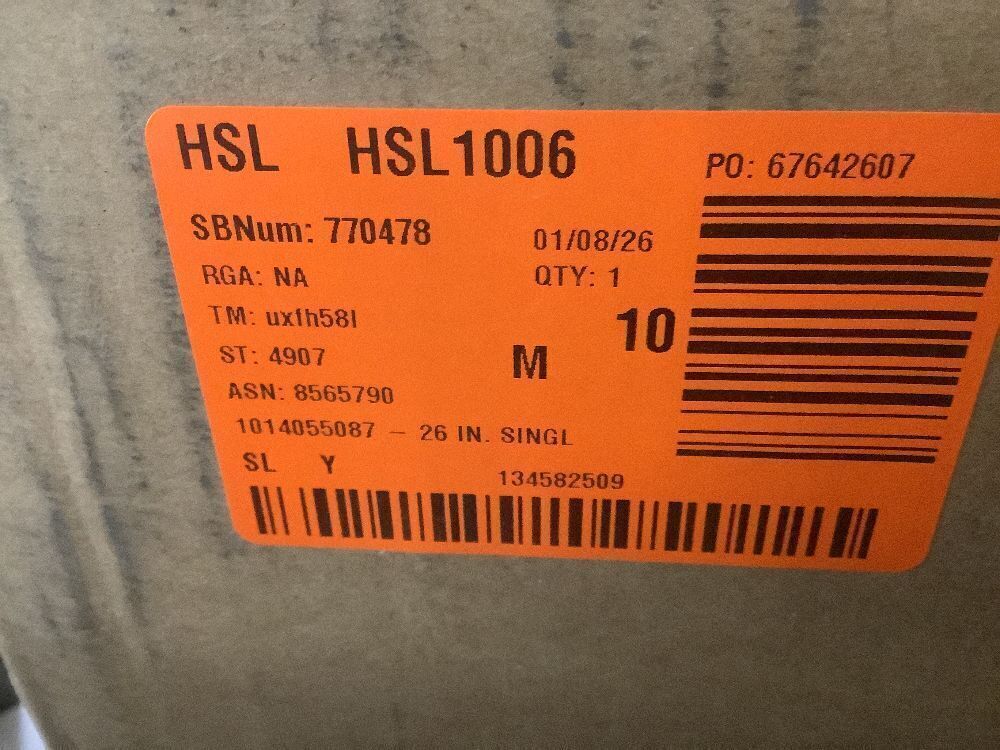 HSL HSL1006
PO: 67642607
SBNum: 770478
01/08/26
RGA: NA
QTY: 1
TM: uxfh58l
10
ST: 4907
M
ASN: 8565790
1014055087 – 26 IN. SINGL
SL Y
134582509